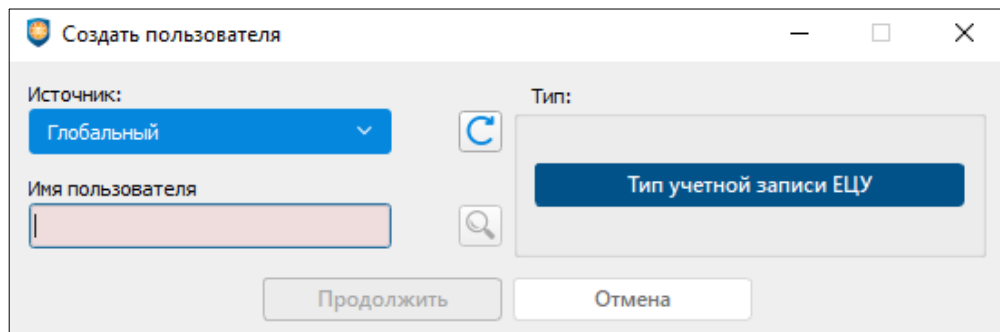 Создать пользователя
Источник:
Глобальный
Имя пользователя
Тип:
Тип учетной записи ЕЦУ
Продолжить
Отмена